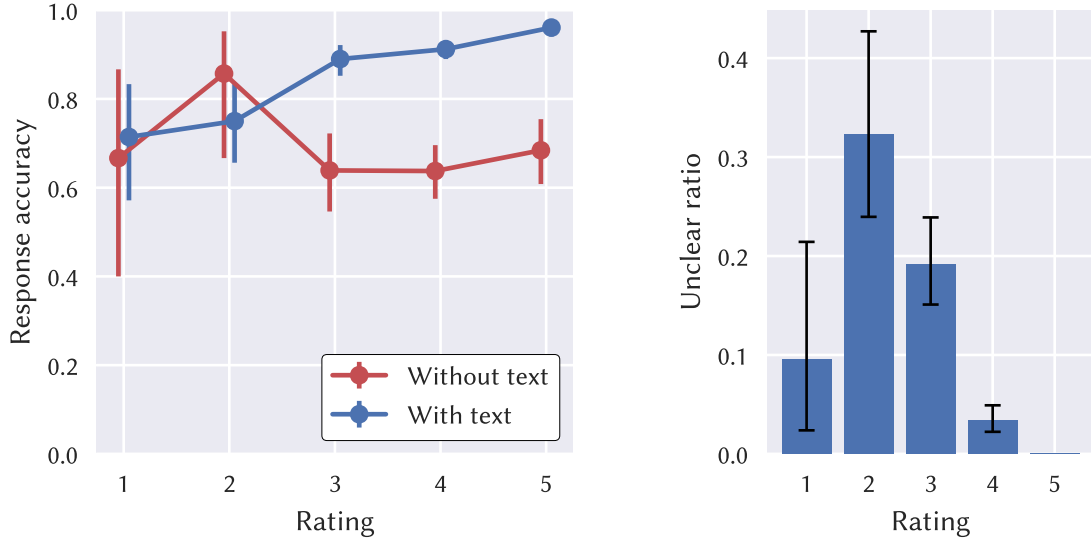 Response accuracy
1.0
0.8
0.6
0.4
0.2
0.0
Without text
With text
1 2 3 4 5
Rating
Unclear ratio
0.4
0.3
0.2
0.1
0.0
1 2 3 4 5
Rating